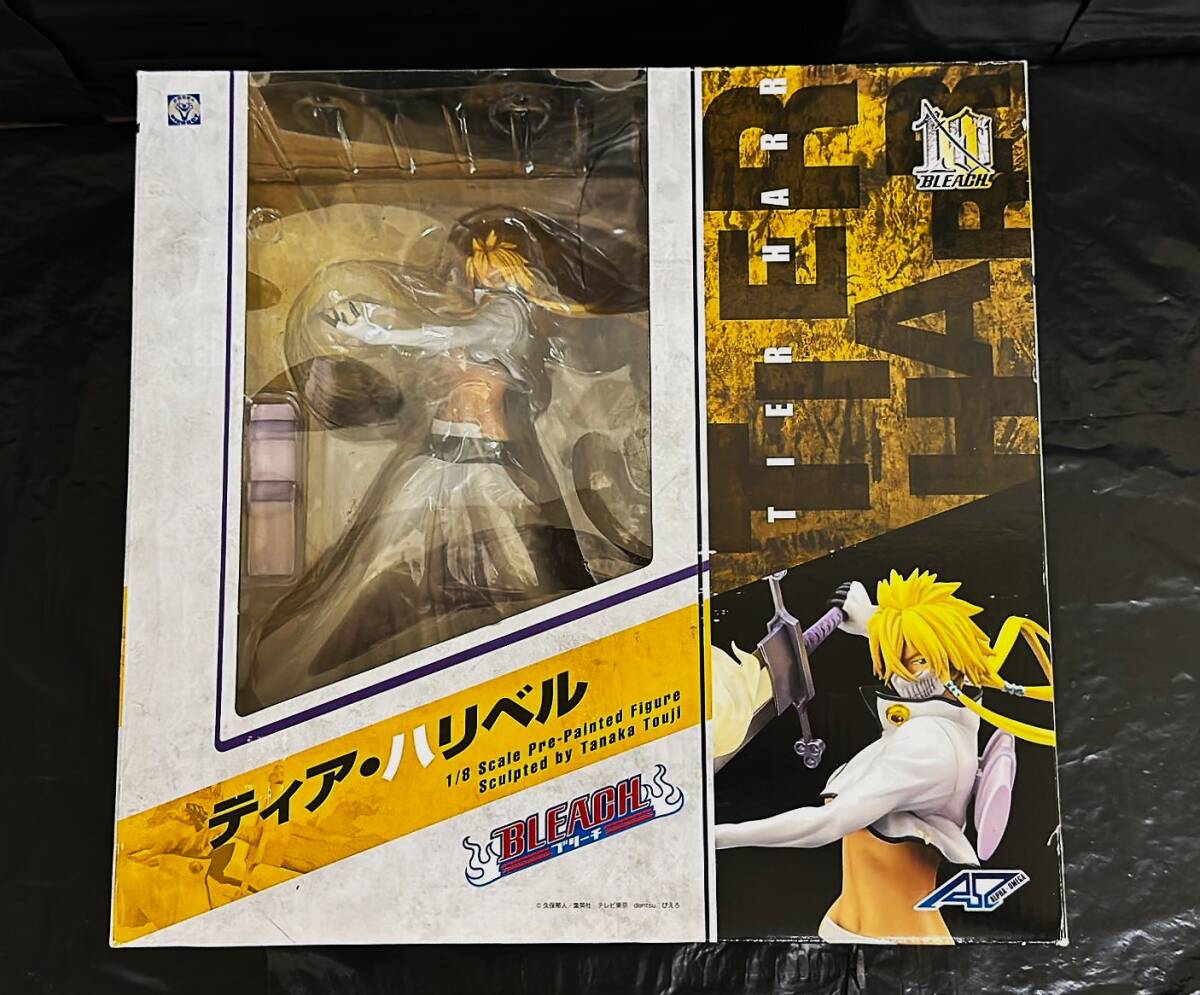 TIER HARR
TIER
HARR
BLEACH
ティア・ハリベル
1/8 Scale Pre-Painted Figure
Sculpted by Tanaka Touji
BLEACH
ブリーチ
© 久保帯人／集英社 テレビ東京 dentsu ぴえろ
ALPHA OMEGA